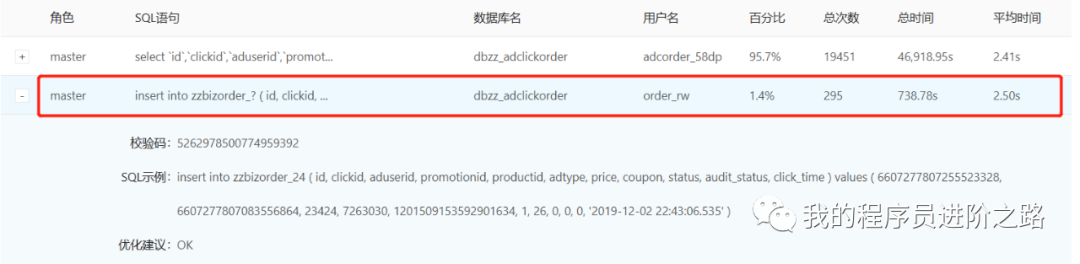 角色 SQL语句 数据库名 用户名 百分比 总次数 总时间 平均时间
+ master select `id`,`clickid`,`aduserid`,`promot... dbzz_adclickorder adcorder_58dp 95.7% 19451 46,918.95s 2.41s
- master insert into zzbizorder_? ( id, clickid, ... dbzz_adclickorder order_rw 1.4% 295 738.78s 2.50s
校验码: 5262978500774959392
SQL示例: insert into zzbizorder_24 ( id, clickid, aduserid, promotionid, productid, adtype, price, coupon, status, audit_status, click_time ) values ( 6607277807255523328,
6607277807083556864, 23424, 7263030, 1201509153592901634, 1, 26, 0, 0, 0, '2019-12-02 22:43:06.535' )
我的程序员进阶之路
优化建议: OK